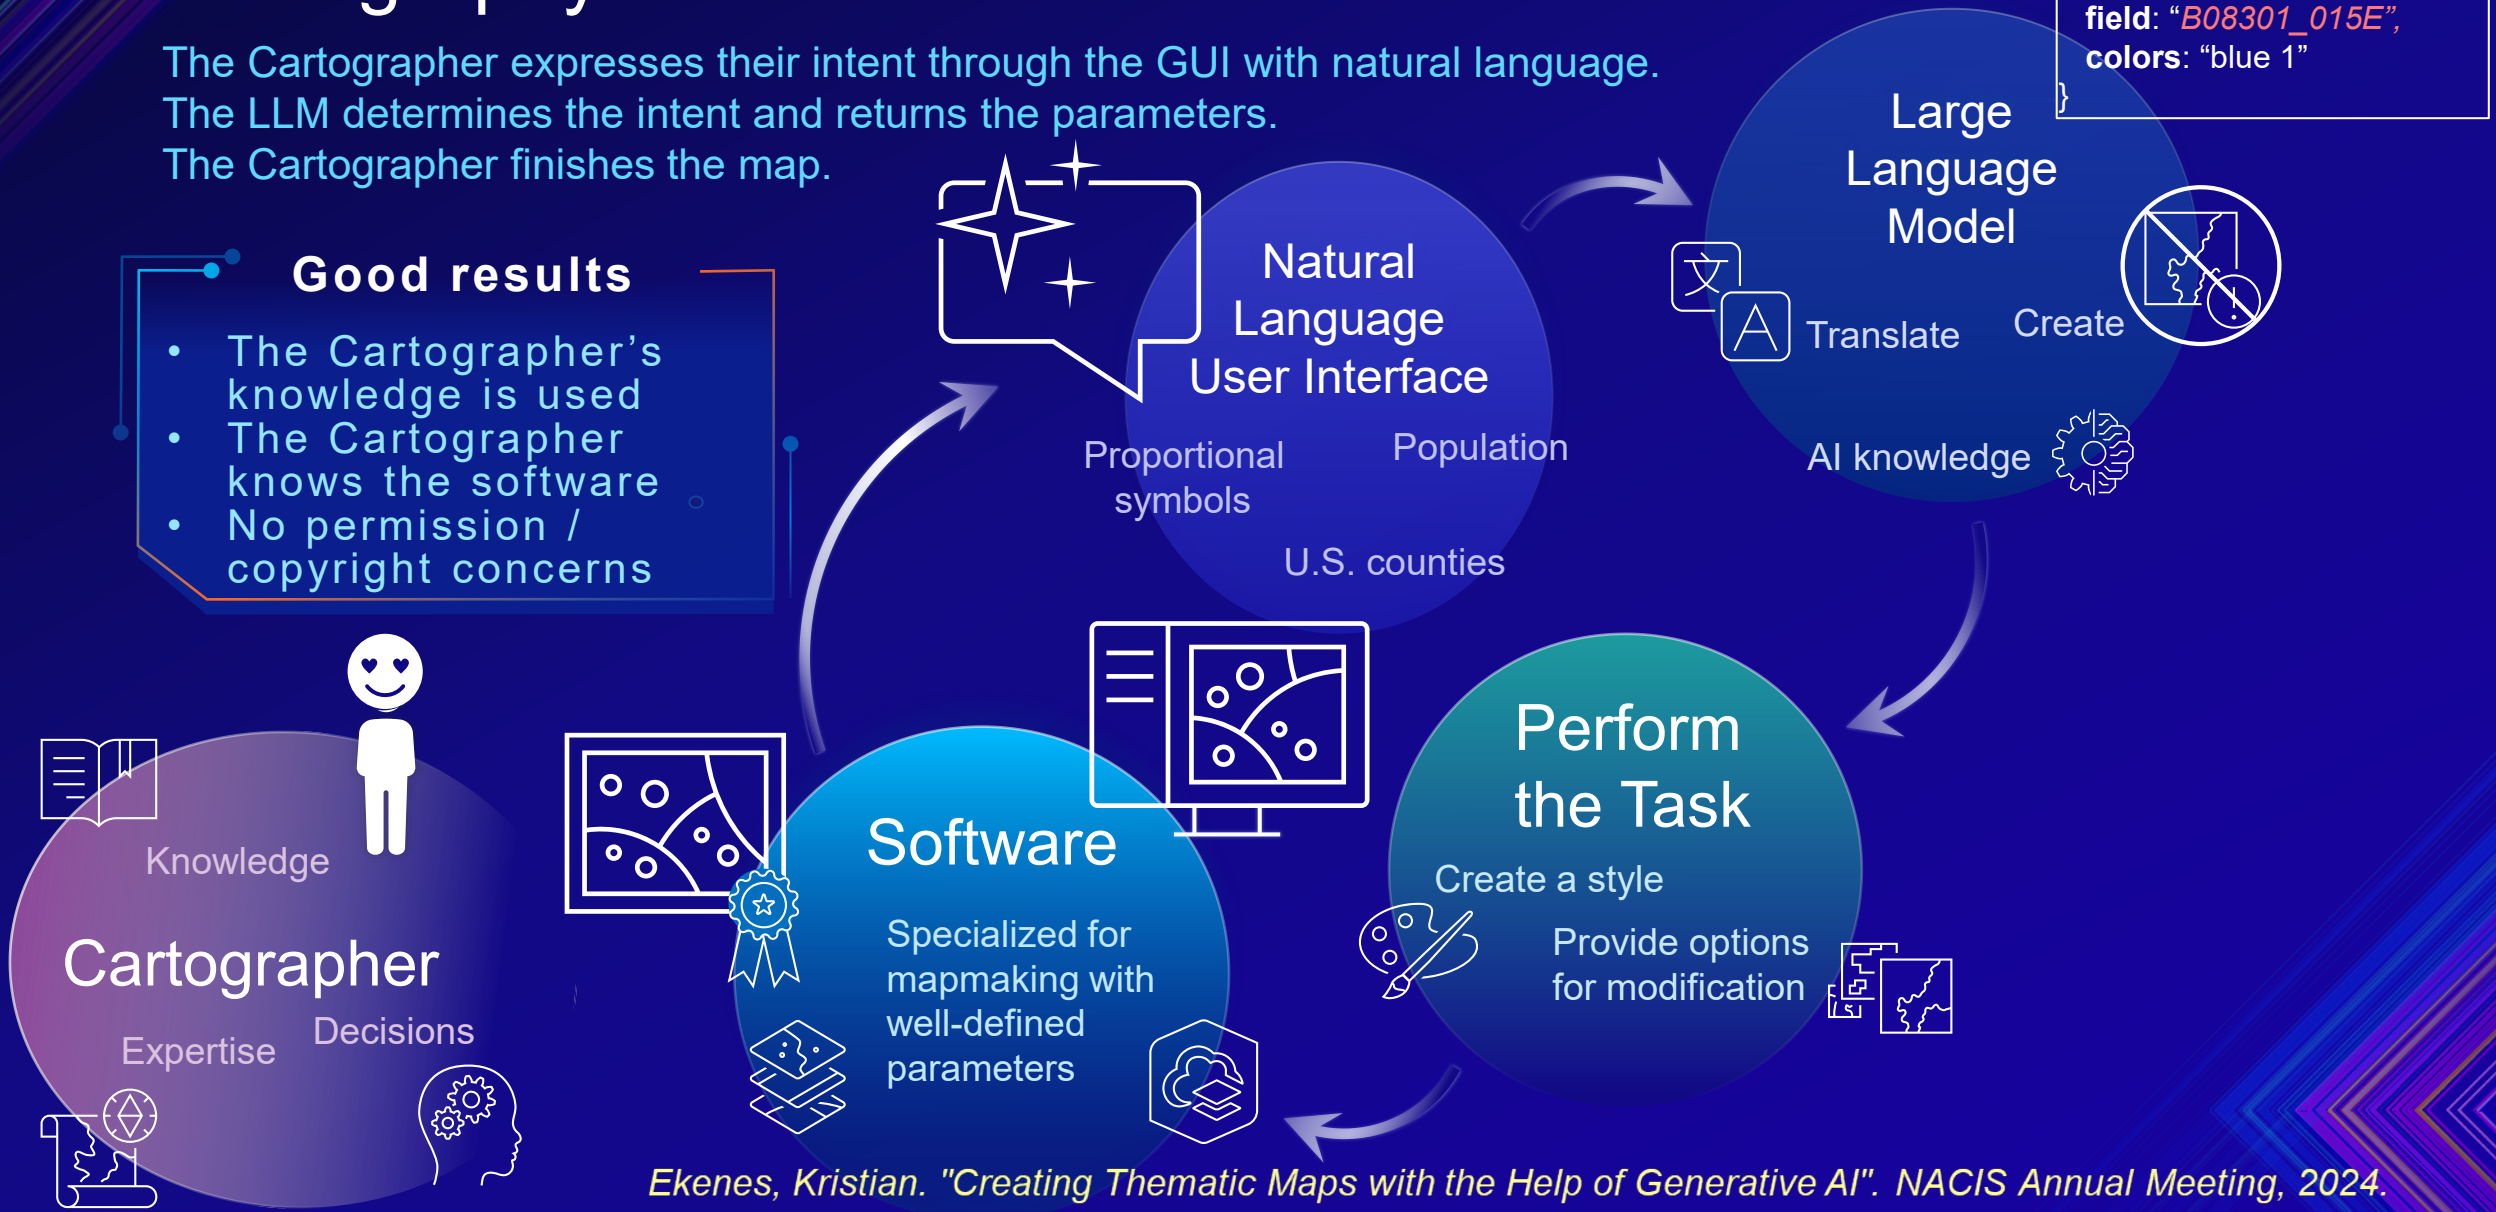 The Cartographer expresses their intent through the GUI with natural language.
The LLM determines the intent and returns the parameters.
The Cartographer finishes the map.
field: “B08301_015E”,
colors: “blue 1”
}
Good results
• The Cartographer’s
knowledge is used
• The Cartographer
knows the software
• No permission /
copyright concerns
Natural
Language
User Interface
Proportional
symbols
Population
U.S. counties
Large
Language
Model
文
A
Translate
Create
AI knowledge
Perform
the Task
Create a style
Provide options
for modification
Software
Specialized for
mapmaking with
well-defined
parameters
Knowledge
Cartographer
Expertise
Decisions
Ekenes, Kristian. "Creating Thematic Maps with the Help of Generative AI". NACIS Annual Meeting, 2024.